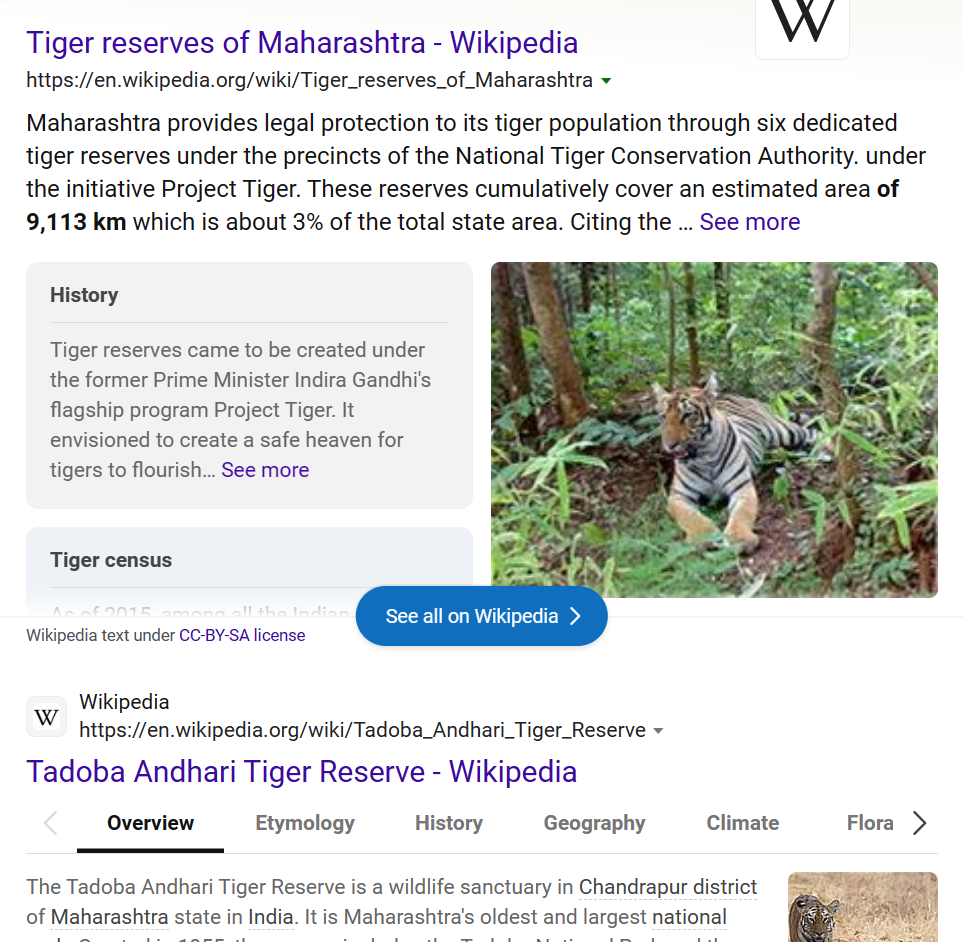 W
Tiger reserves of Maharashtra - Wikipedia
https://en.wikipedia.org/wiki/Tiger_reserves_of_Maharashtra
Maharashtra provides legal protection to its tiger population through six dedicated
tiger reserves under the precincts of the National Tiger Conservation Authority. under
the initiative Project Tiger. These reserves cumulatively cover an estimated area of
9,113 km which is about 3% of the total state area. Citing the ... See more
History
Tiger reserves came to be created under
the former Prime Minister Indira Gandhi's
flagship program Project Tiger. It
envisioned to create a safe heaven for
tigers to flourish... See more
Tiger census
As of 2015, among all the Indian
See all on Wikipedia
Wikipedia text under CC-BY-SA license
W
Wikipedia
https://en.wikipedia.org/wiki/Tadoba_Andhari_Tiger_Reserve
Tadoba Andhari Tiger Reserve - Wikipedia
Overview Etymology History Geography Climate Flora
The Tadoba Andhari Tiger Reserve is a wildlife sanctuary in Chandrapur district
of Maharashtra state in India. It is Maharashtra's oldest and largest national